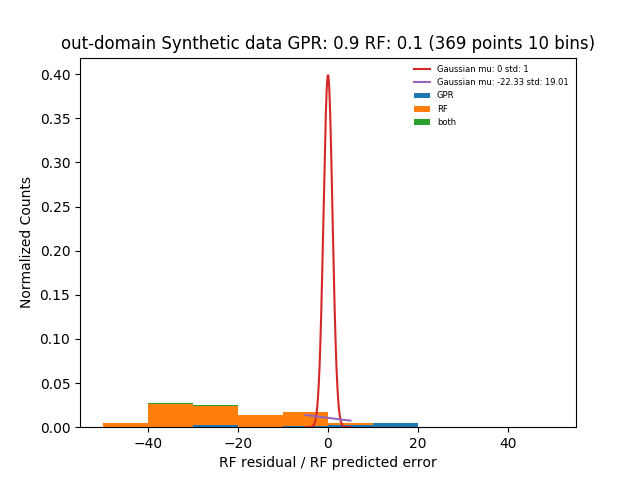 out-domain Synthetic data GPR: 0.9 RF: 0.1 (369 points 10 bins)
Gaussian mu: 0 std: 1
Gaussian mu: -22.33 std: 19.01
GPR
RF
both
Normalized Counts
0.40
0.35
0.30
0.25
0.20
0.15
0.10
0.05
0.00
−40
−20
0
20
40
RF residual / RF predicted error